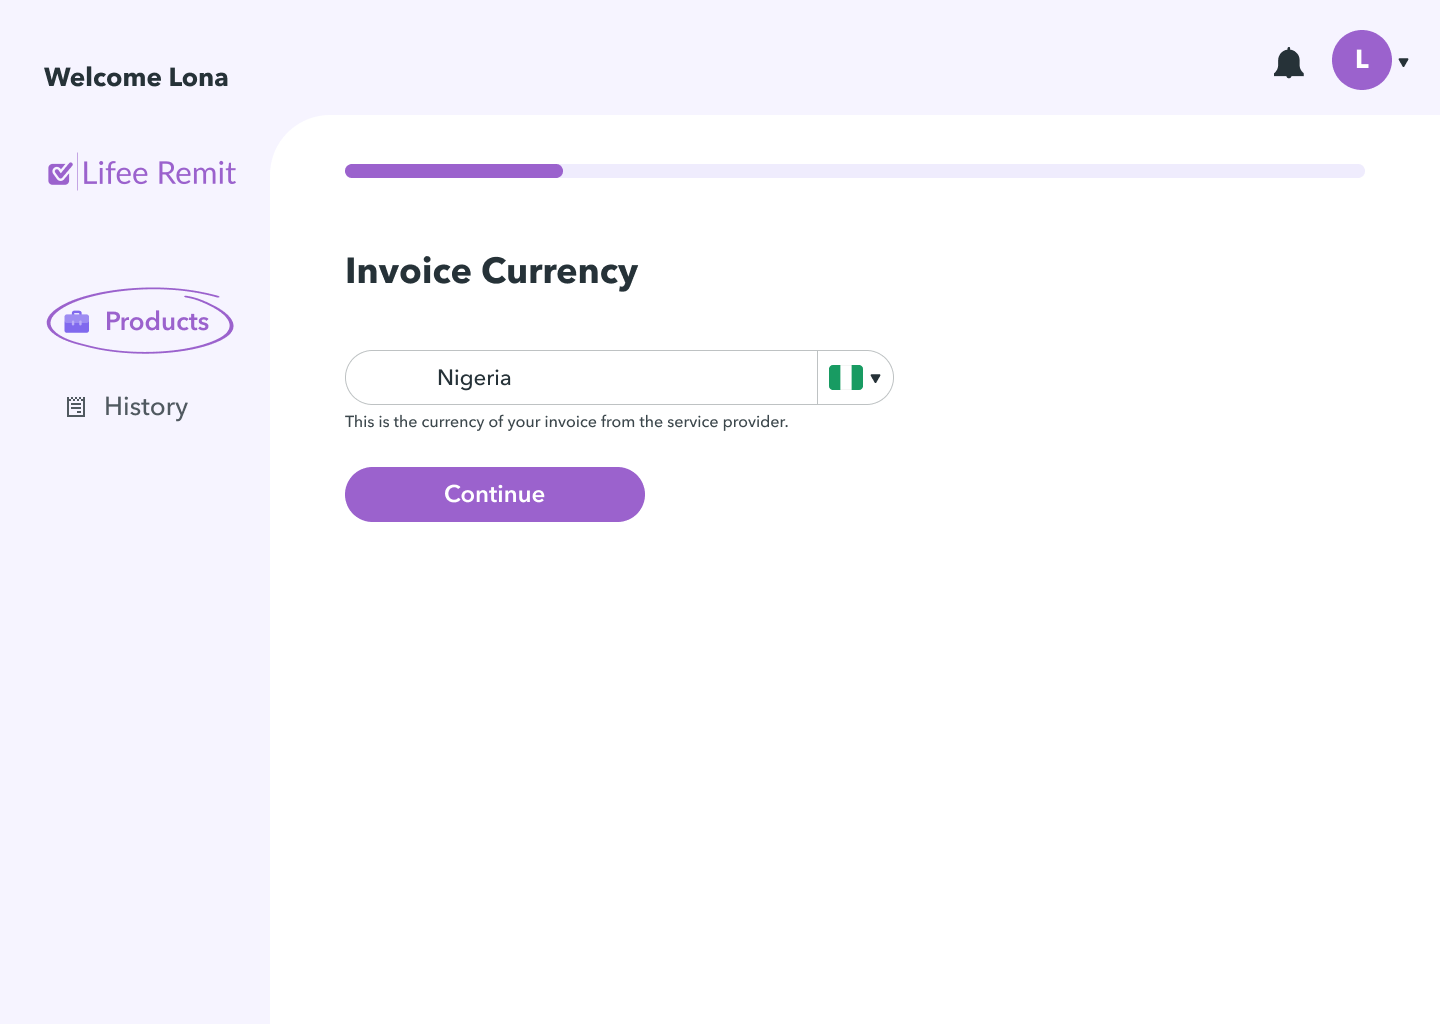 Welcome Lona
L
Lifee Remit
Products
History
Invoice Currency
Nigeria
This is the currency of your invoice from the service provider.
Continue